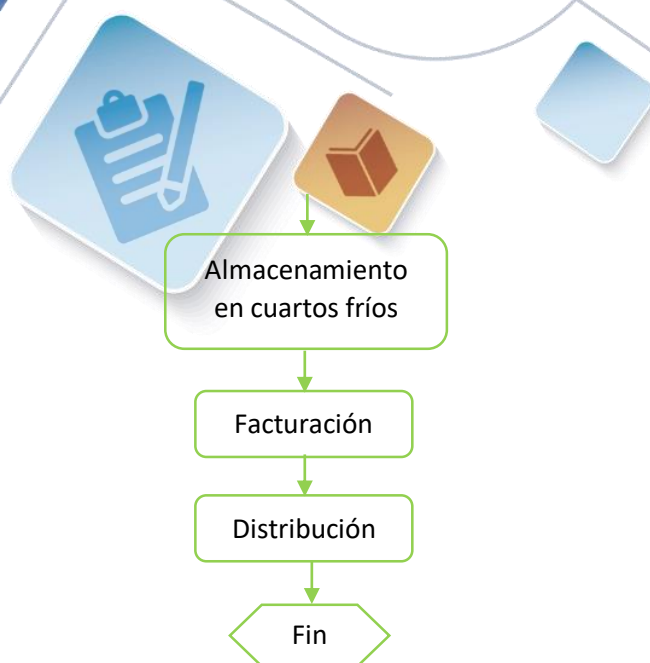 Almacenamiento
en cuartos fríos
Facturación
Distribución
Fin